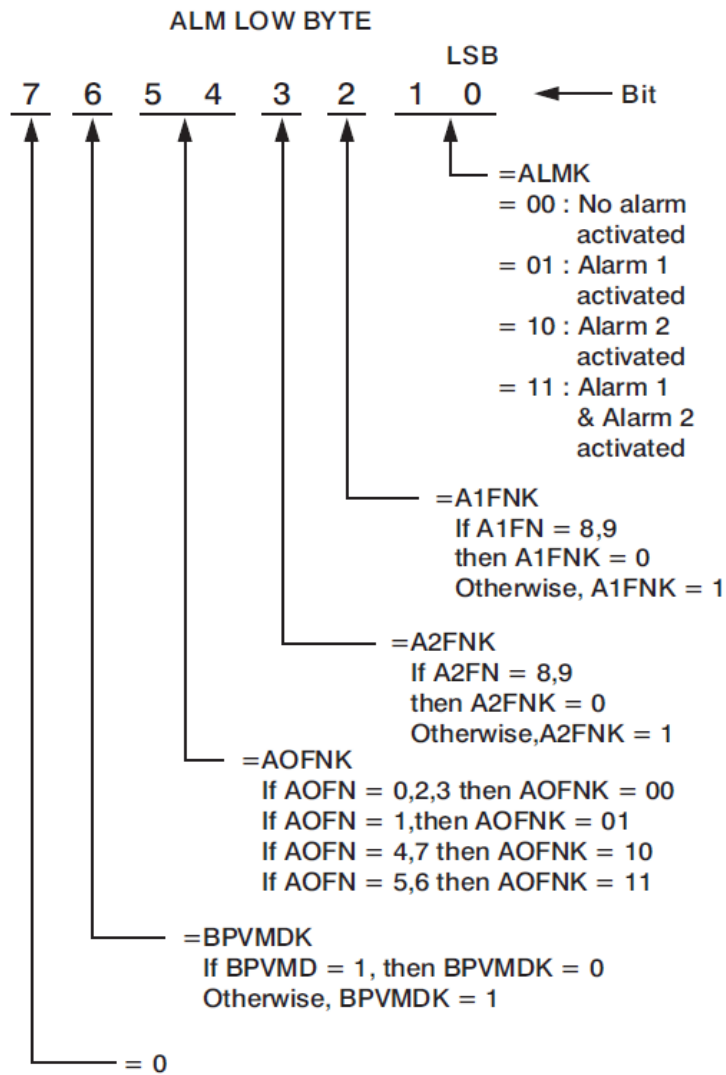 ALM LOW BYTE
LSB
7 6 5 4 3 2 1 0 Bit
=ALMK
= 00 : No alarm
activated
= 01 : Alarm 1
activated
= 10 : Alarm 2
activated
= 11 : Alarm 1
& Alarm 2
activated
=A1FNK
If A1FN = 8,9
then A1FNK = 0
Otherwise, A1FNK = 1
=A2FNK
If A2FN = 8,9
then A2FNK = 0
Otherwise,A2FNK = 1
=AOFNK
If AOFN = 0,2,3 then AOFNK = 00
If AOFN = 1,then AOFNK = 01
If AOFN = 4,7 then AOFNK = 10
If AOFN = 5,6 then AOFNK = 11
=BPVMDK
If BPVMD = 1, then BPVMDK = 0
Otherwise, BPVMDK = 1
= 0